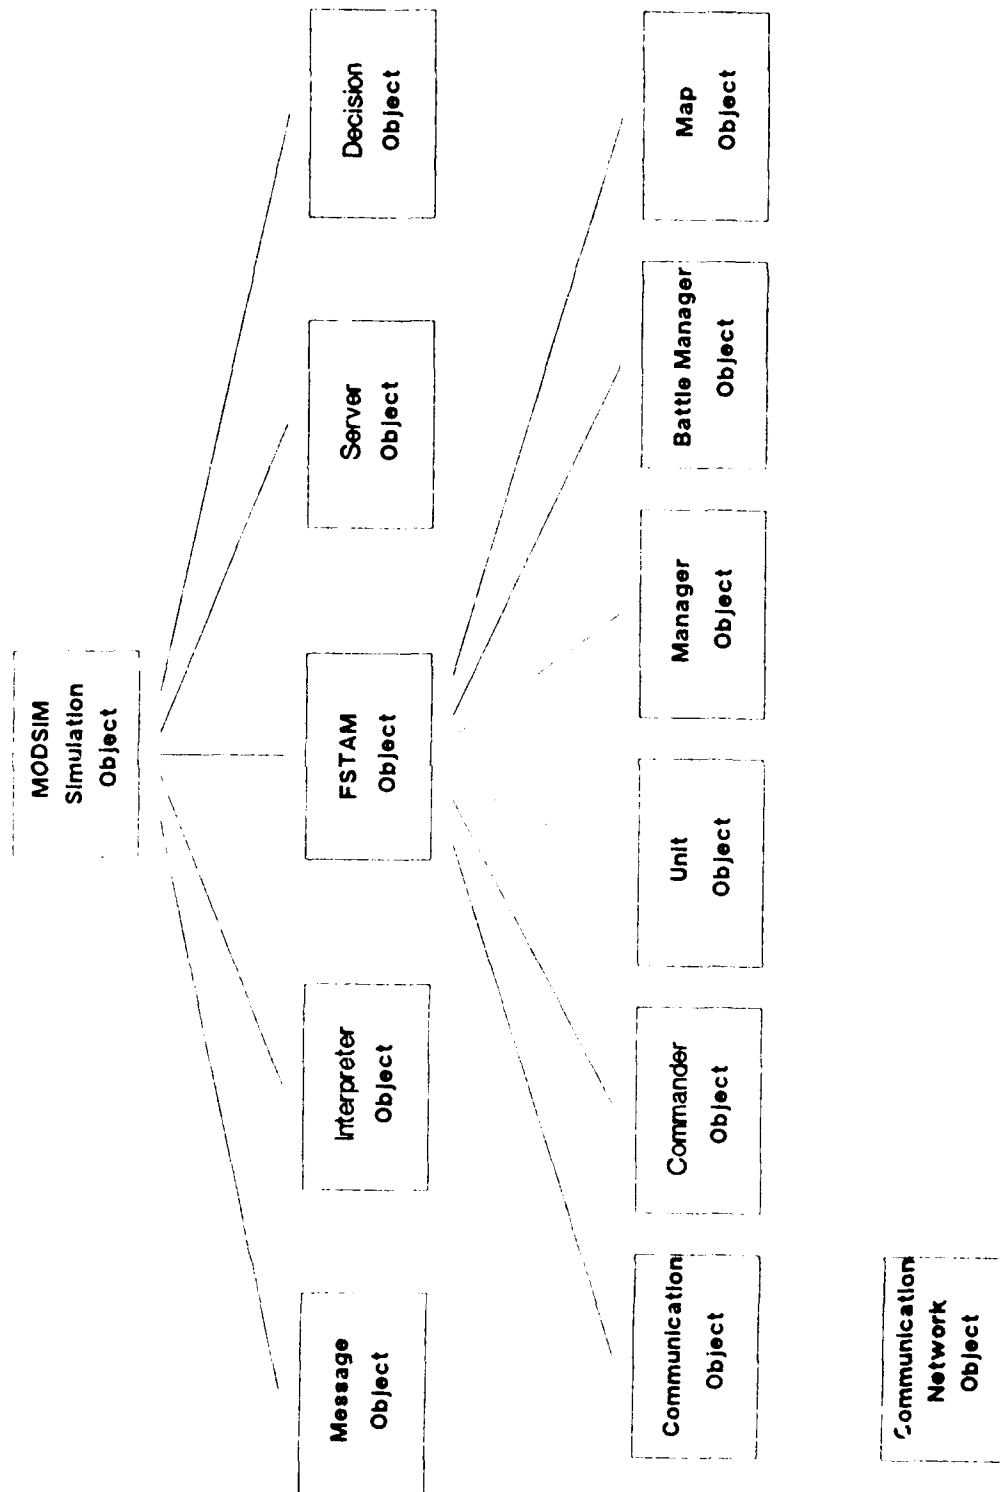 MODSIM
Simulation
Object
Message
Object
Interpreter
Object
FSTAM
Object
Server
Object
Decision
Object
Communication
Object
Commander
Object
Unit
Object
Manager
Object
Battle Manager
Object
Map
Object
Communication
Network
Object